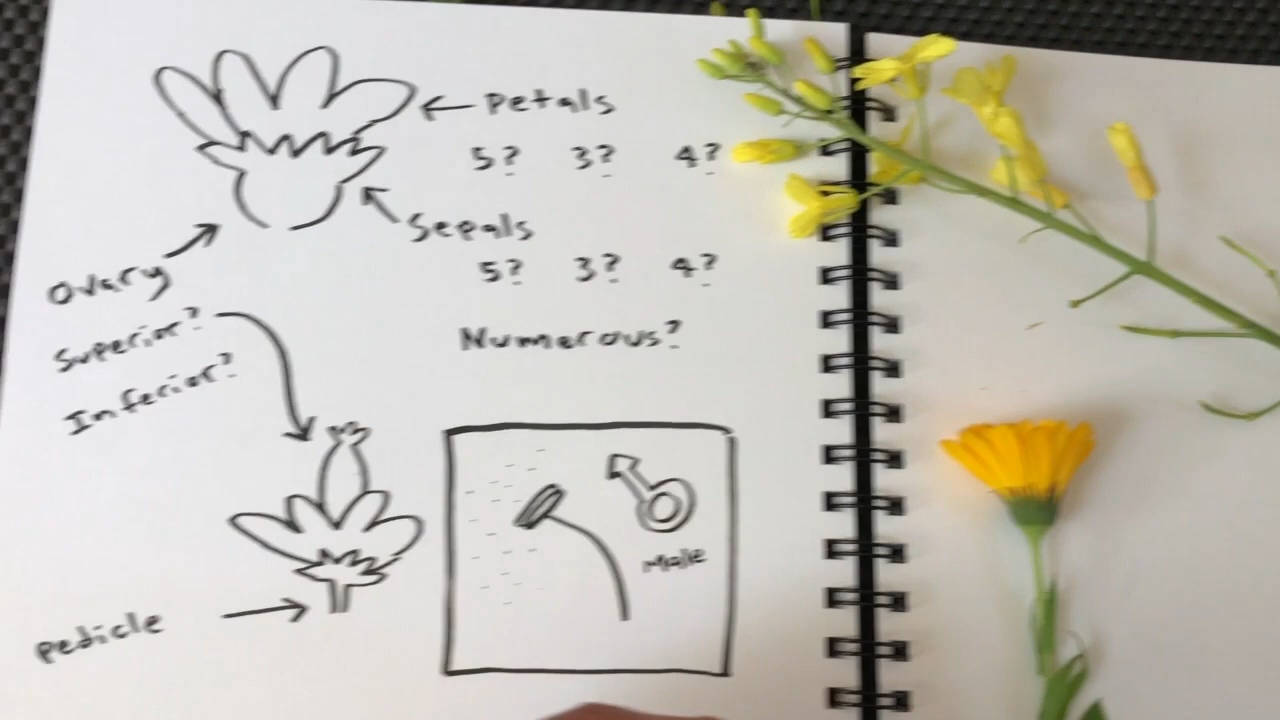 Petals
5? 3? 4?
Sepals
5? 3? 4?
Numerous?
Ovary
Superior?
Inferior?
Male
Pedicle